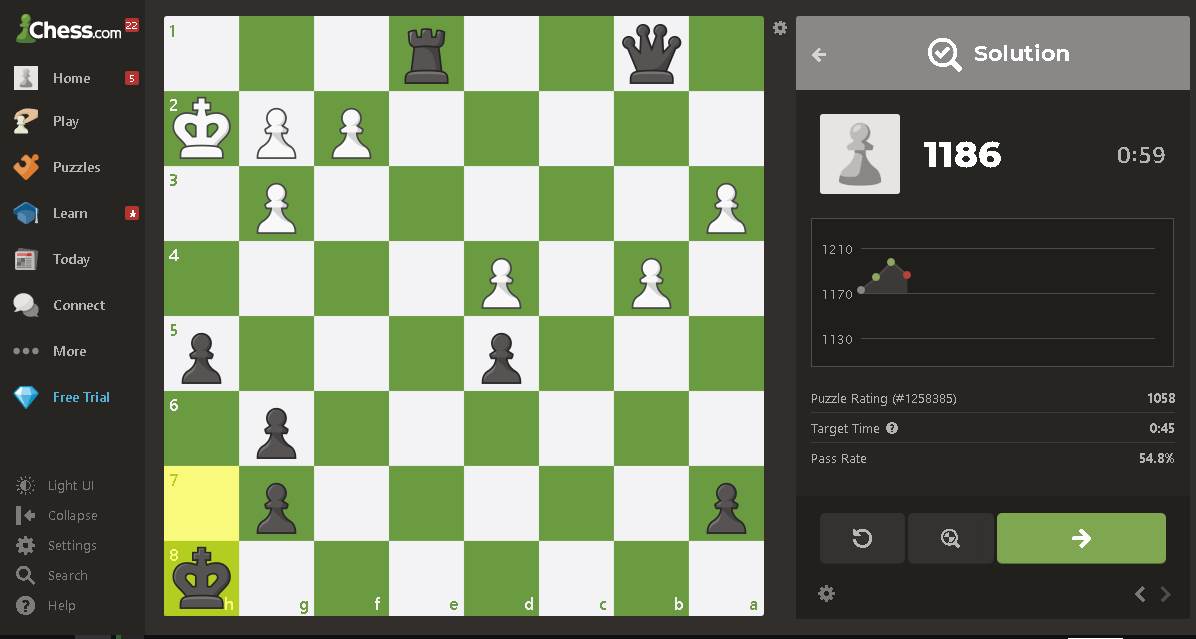 Chess.com 22
Home 5
Play
Puzzles
Learn
Today
Connect
More
Free Trial
Light UI
Collapse
Settings
Search
Help
1
2
3
4
5
6
7
8
h g f e d c b a
Solution
1186 0:59
1210
1170
1130
Puzzle Rating (#1258385) 1058
Target Time ? 0:45
Pass Rate 54.8%